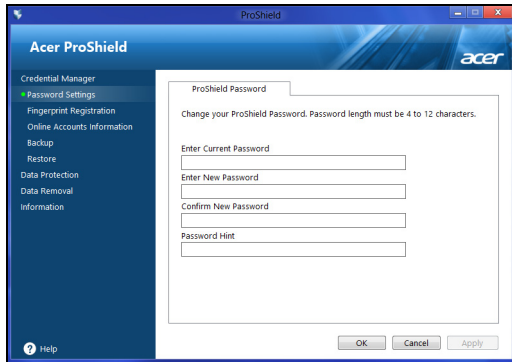 ProShield
Acer ProShield
acer
Credential Manager
Password Settings
Fingerprint Registration
Online Accounts Information
Backup
Restore
Data Protection
Data Removal
Information
Help
ProShield Password
Change your ProShield Password. Password length must be 4 to 12 characters.
Enter Current Password
Enter New Password
Confirm New Password
Password Hint
OK
Cancel
Apply